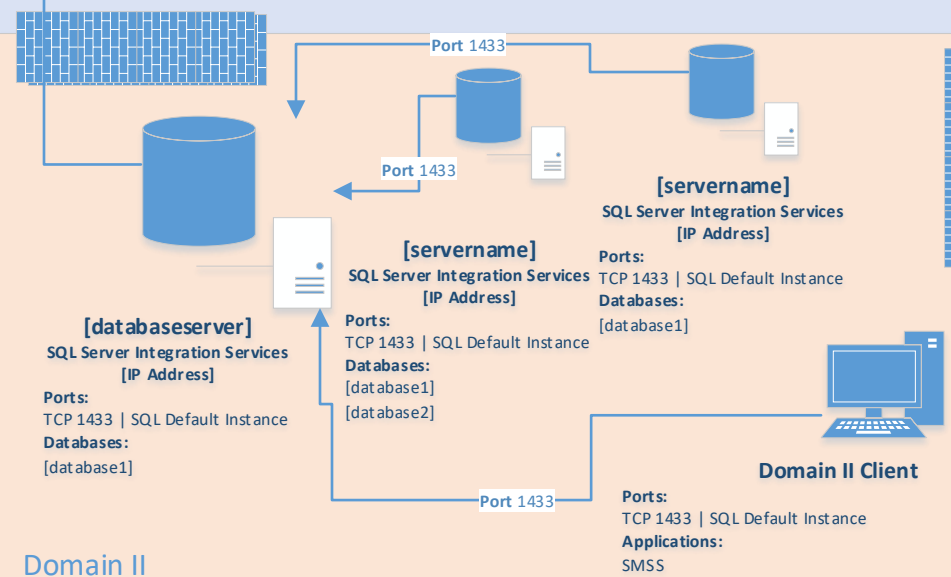 Port 1433
Port 1433
[servername]
SQL Server Integration Services
[IP Address]
Ports:
TCP 1433 | SQL Default Instance
Databases:
[database1]
[servername]
SQL Server Integration Services
[IP Address]
Ports:
TCP 1433 | SQL Default Instance
Databases:
[database1]
[database2]
[databaseserver]
SQL Server Integration Services
[IP Address]
Ports:
TCP 1433 | SQL Default Instance
Databases:
[database1]
Port 1433
Domain II Client
Ports:
TCP 1433 | SQL Default Instance
Applications:
SMSS
Domain II